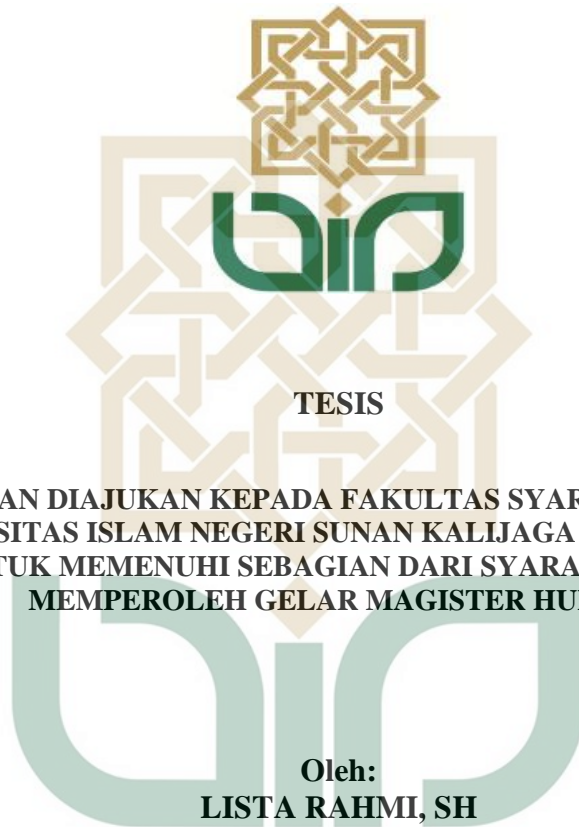 uin
TESIS
AN DIAJUKAN KEPADA FAKULTAS SYAR
SITAS ISLAM NEGERI SUNAN KALIJAGA
TUK MEMENUHI SEBAGIAN DARI SYARA
MEMPEROLEH GELAR MAGISTER HU
Oleh:
LISTA RAHMI, SH